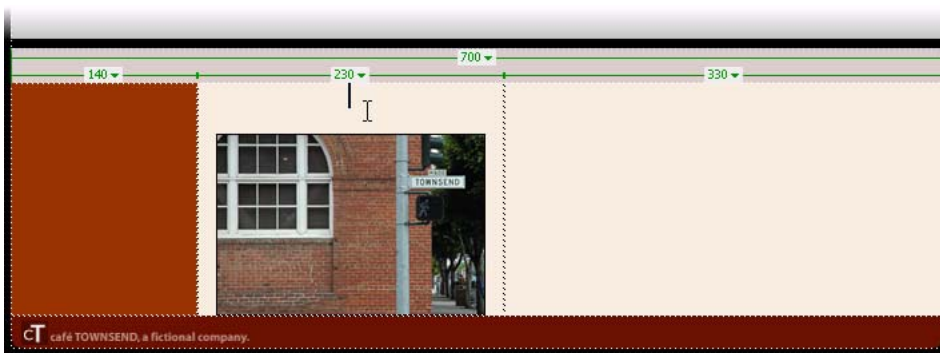 700
140
230
330
TOWNSEND
cT café TOWNSEND, a fictional company.